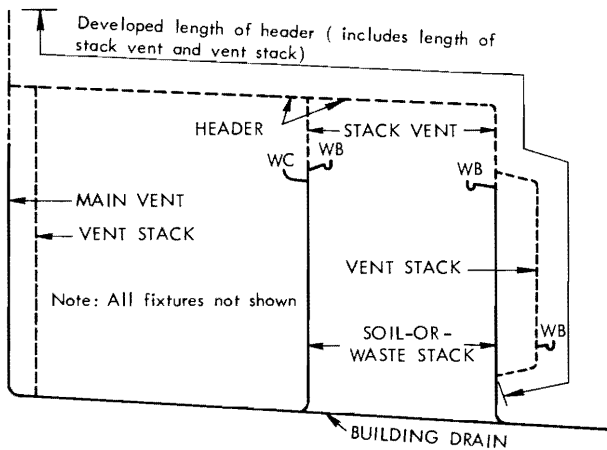 Developed length of header ( includes length of
stack vent and vent stack)
HEADER
STACK VENT
WC
WB
WB
MAIN VENT
VENT STACK
VENT STACK
Note: All fixtures not shown
WB
SOIL-OR-
WASTE STACK
BUILDING DRAIN